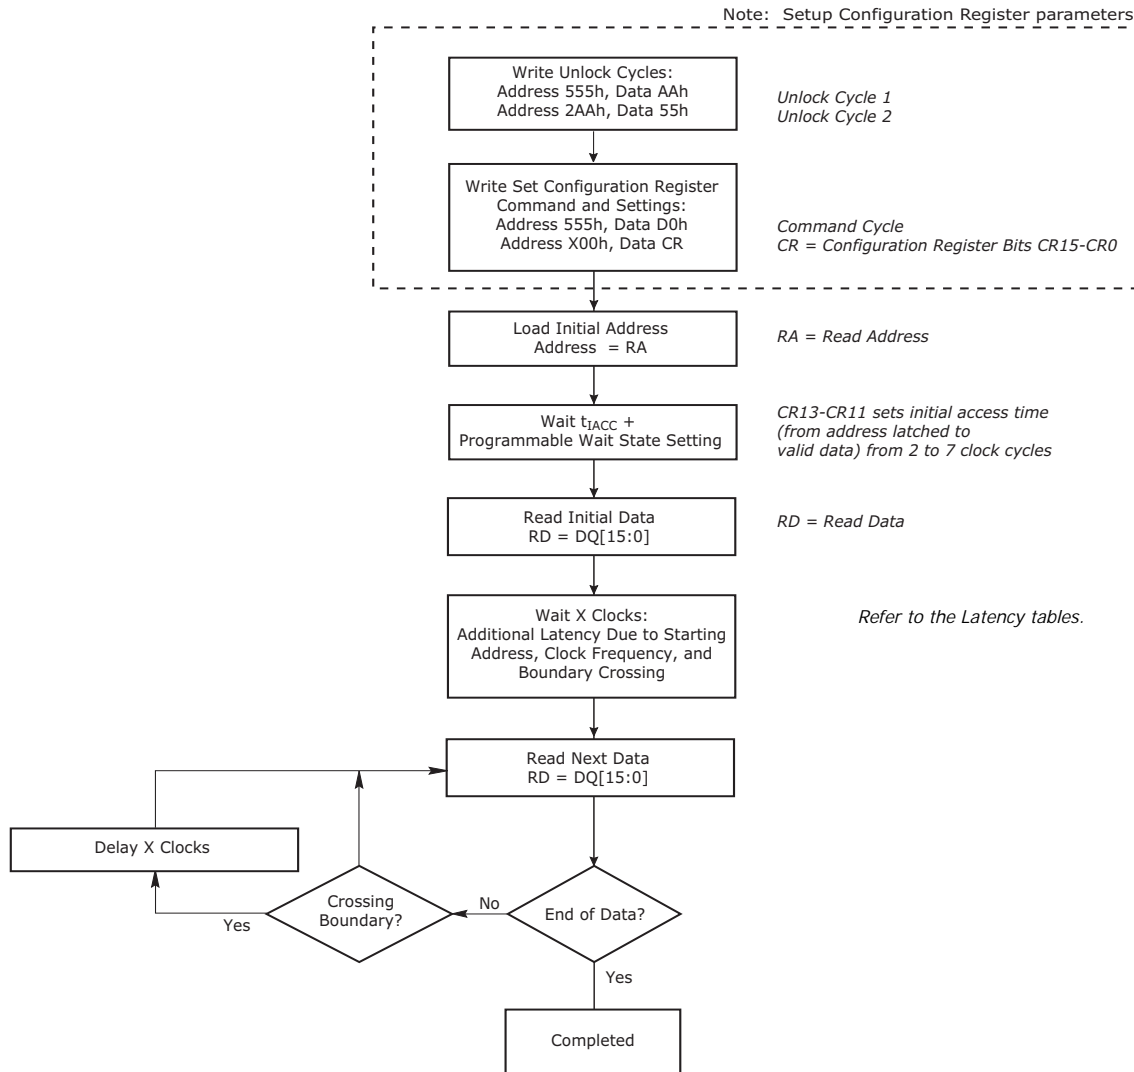 Note: Setup Configuration Register parameters
Write Unlock Cycles:
Address 555h, Data AAh
Address 2AAh, Data 55h
Unlock Cycle 1
Unlock Cycle 2
Write Set Configuration Register
Command and Settings:
Address 555h, Data D0h
Address X00h, Data CR
Command Cycle
CR = Configuration Register Bits CR15-CR0
Load Initial Address
Address = RA
RA = Read Address
Wait tIACC +
Programmable Wait State Setting
CR13-CR11 sets initial access time
(from address latched to
valid data) from 2 to 7 clock cycles
Read Initial Data
RD = DQ[15:0]
RD = Read Data
Wait X Clocks:
Additional Latency Due to Starting
Address, Clock Frequency, and
Boundary Crossing
Refer to the Latency tables.
Read Next Data
RD = DQ[15:0]
Delay X Clocks
Crossing
Boundary?
Yes
No
End of Data?
Yes
Completed